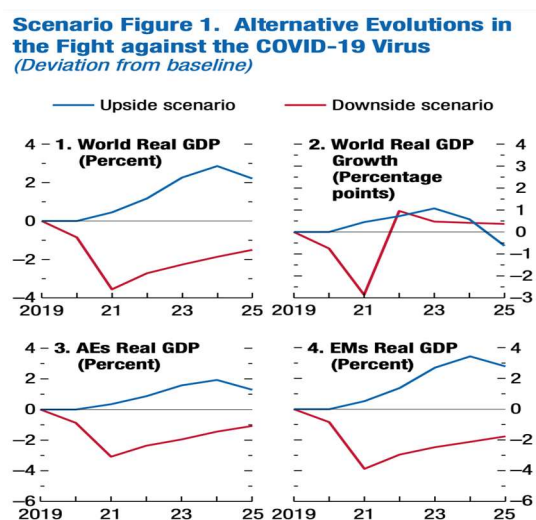 Scenario Figure 1. Alternative Evolutions in
the Fight against the COVID-19 Virus
(Deviation from baseline)
Upside scenario
Downside scenario
1. World Real GDP
(Percent)
4
2
0
−2
−4
2019 21 23 25
2. World Real GDP
Growth
(Percentage
points)
4
3
2
1
0
−1
−2
−3
2019 21 23 25
3. AEs Real GDP
(Percent)
4
2
0
−2
−4
−6
2019 21 23 25
4. EMs Real GDP
(Percent)
4
2
0
−2
−4
−6
2019 21 23 25